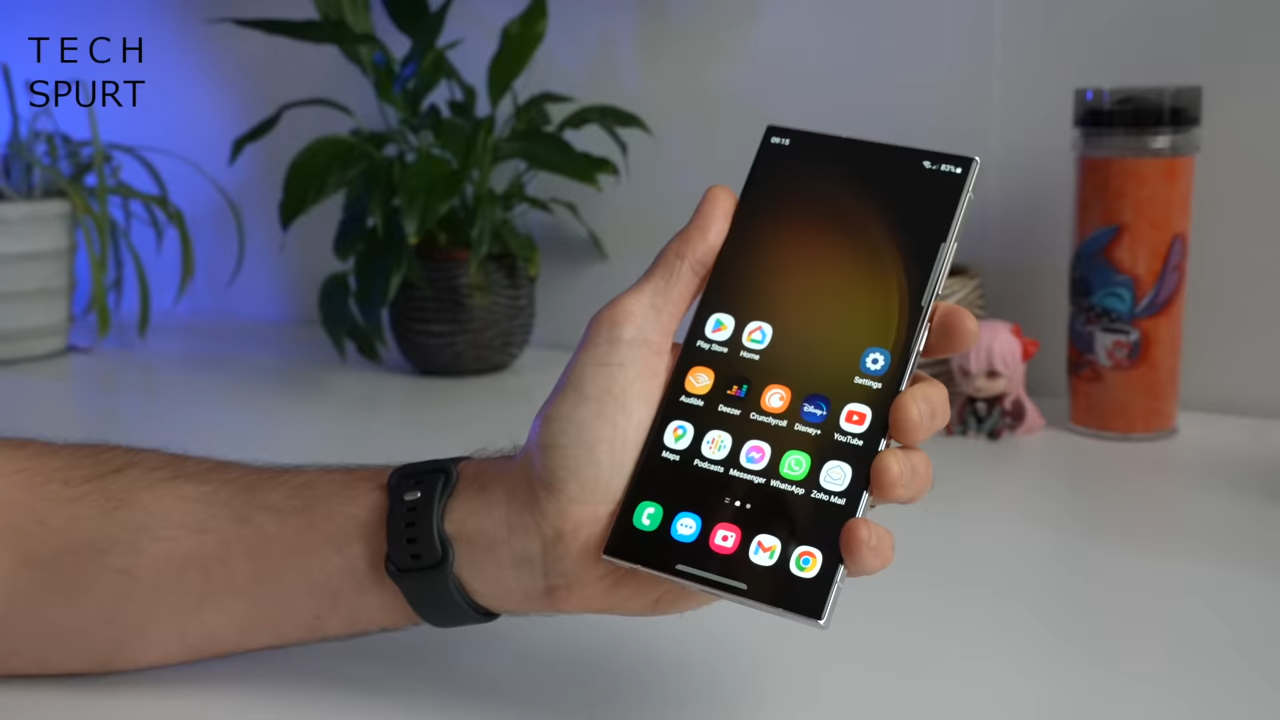 TECH
SPURT
09:15
83%
Play Store
Home
Settings
Audible
Deezer
Crunchyroll
Disney+
Disney+
YouTube
Maps
Podcasts
Messenger
WhatsApp
Zoho Mail